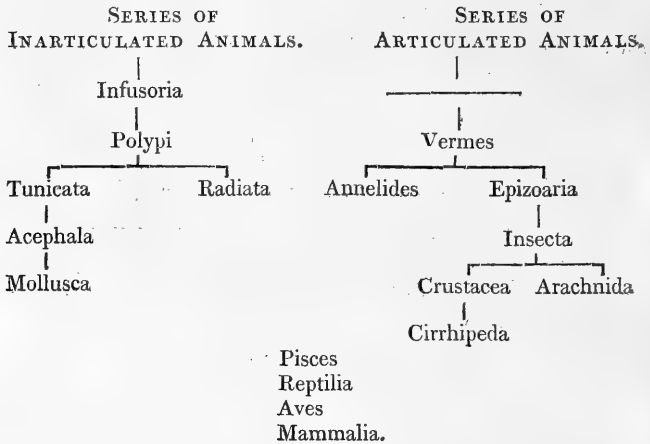 SERIES OF
INARTICULATED ANIMALS.
SERIES OF
ARTICULATED ANIMALS.
Infusoria
Polypi
Vermes
Tunicata Radiata Annelides Epizoaria
Acephala
Insecta
Mollusca
Crustacea Arachnida
Cirrhipeda
Pisces
Reptilia
Aves
Mammalia.